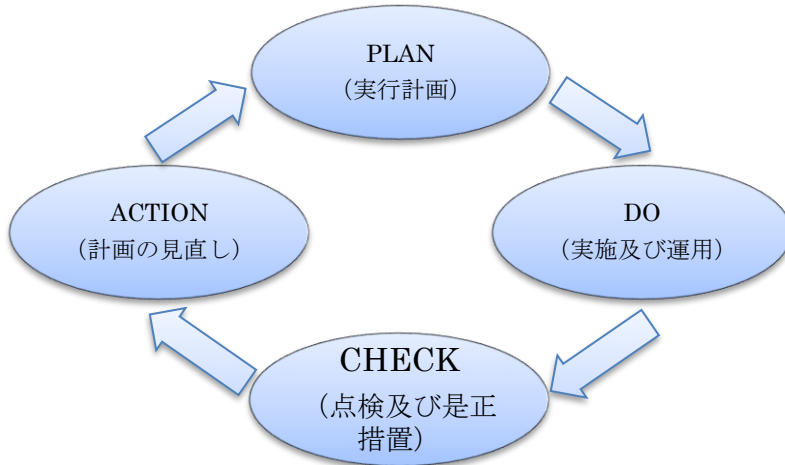 PLAN
（実行計画）
ACTION
（計画の見直し）
DO
（実施及び運用）
CHECK
（点検及び是正
措置）